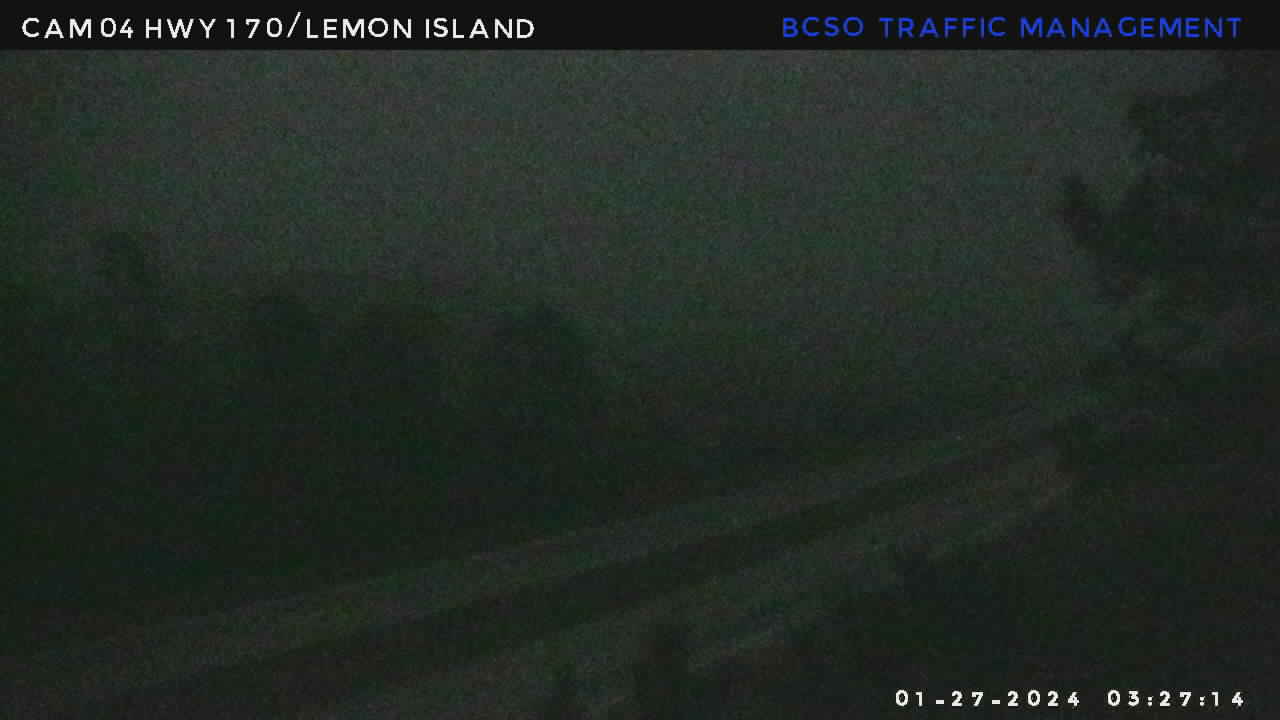 CAM04 HWY 170/LEMON ISLAND
BCSO TRAFFIC MANAGEMENT
01-27-2024 03:27:14